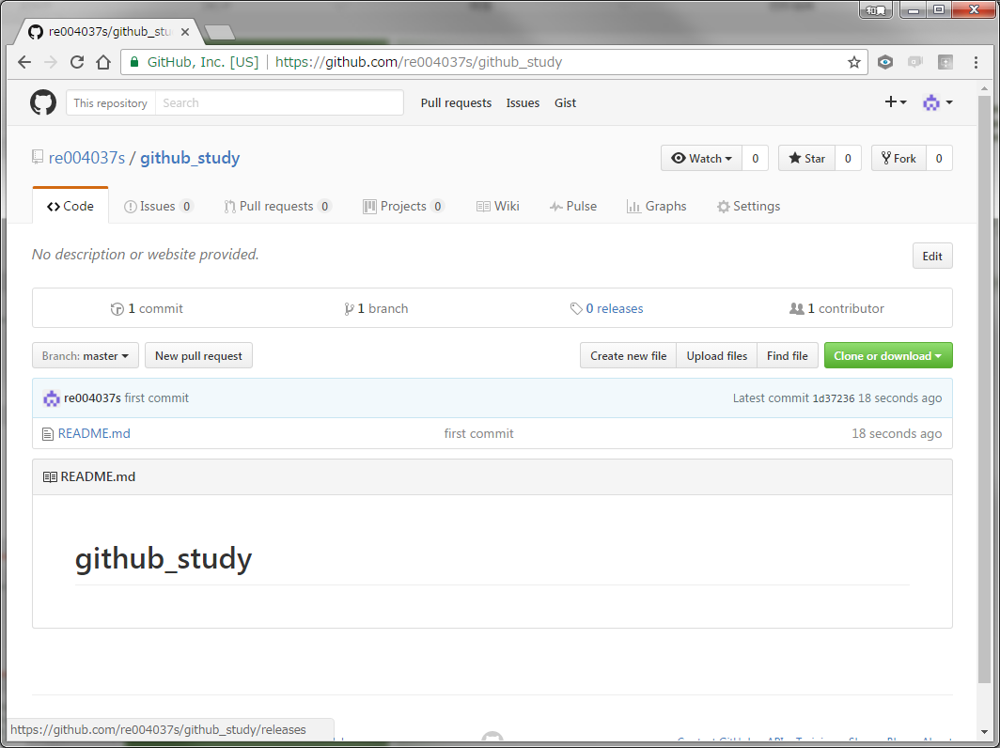 和真
re004037s/github_stu
GitHub, Inc. [US] https://github.com/re004037s/github_study
This repository Search Pull requests Issues Gist
re004037s / github_study Watch 0 Star 0 Fork 0
Code Issues 0 Pull requests 0 Projects 0 Wiki Pulse Graphs Settings
No description or website provided. Edit
1 commit 1 branch 0 releases 1 contributor
Branch: master New pull request Create new file Upload files Find file Clone or download
re004037s first commit Latest commit 1d37236 18 seconds ago
README.md first commit 18 seconds ago
README.md
github_study
https://github.com/re004037s/github_study/releases